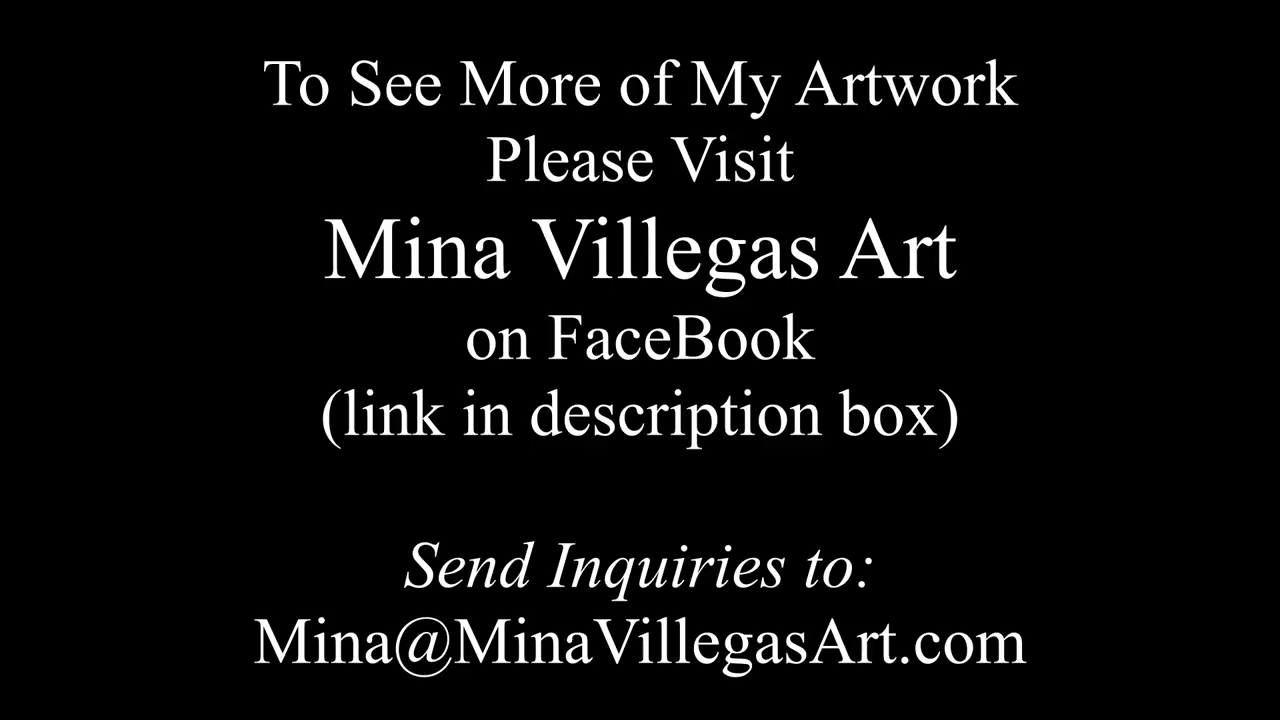 To See More of My Artwork
Please Visit
Mina Villegas Art
on FaceBook
(link in description box)
Send Inquiries to:
Mina@MinaVillegasArt.com